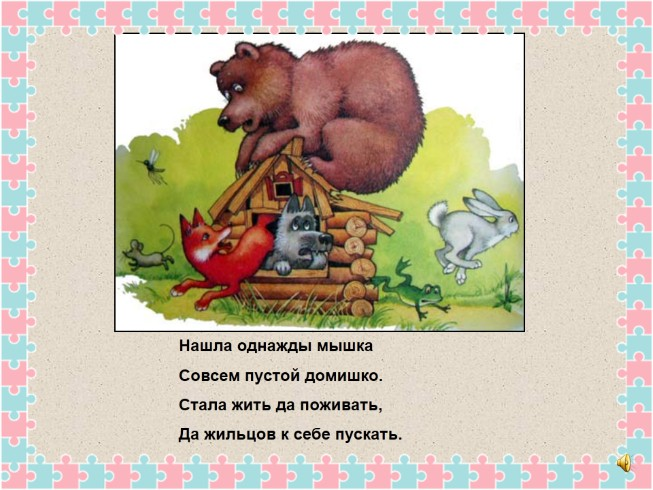 Нашла однажды мышка
Совсем пустой домишко.
Стала жить да поживать,
Да жильцов к себе пускать.